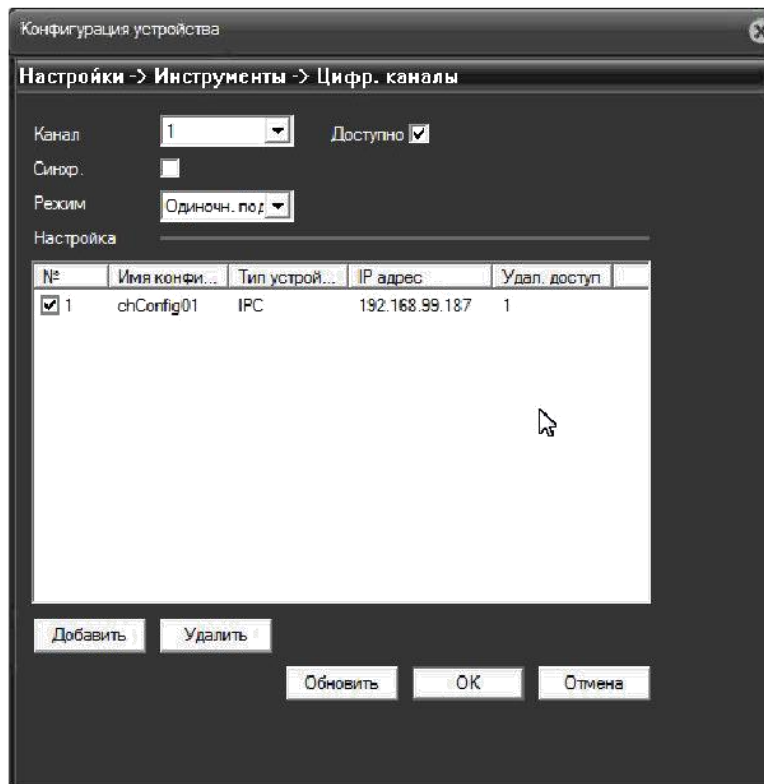 Конфигурация устройства
Настройки -> Инструменты -> Цифр. каналы
Канал 1 Доступно
Синхр.
Режим Одиночн. под
Настройка
№ Имя конфи... Тип устрой... IP адрес Удал. доступ
1 chConfig01 IPC 192.168.99.187 1
Добавить Удалить
Обновить OK Отмена